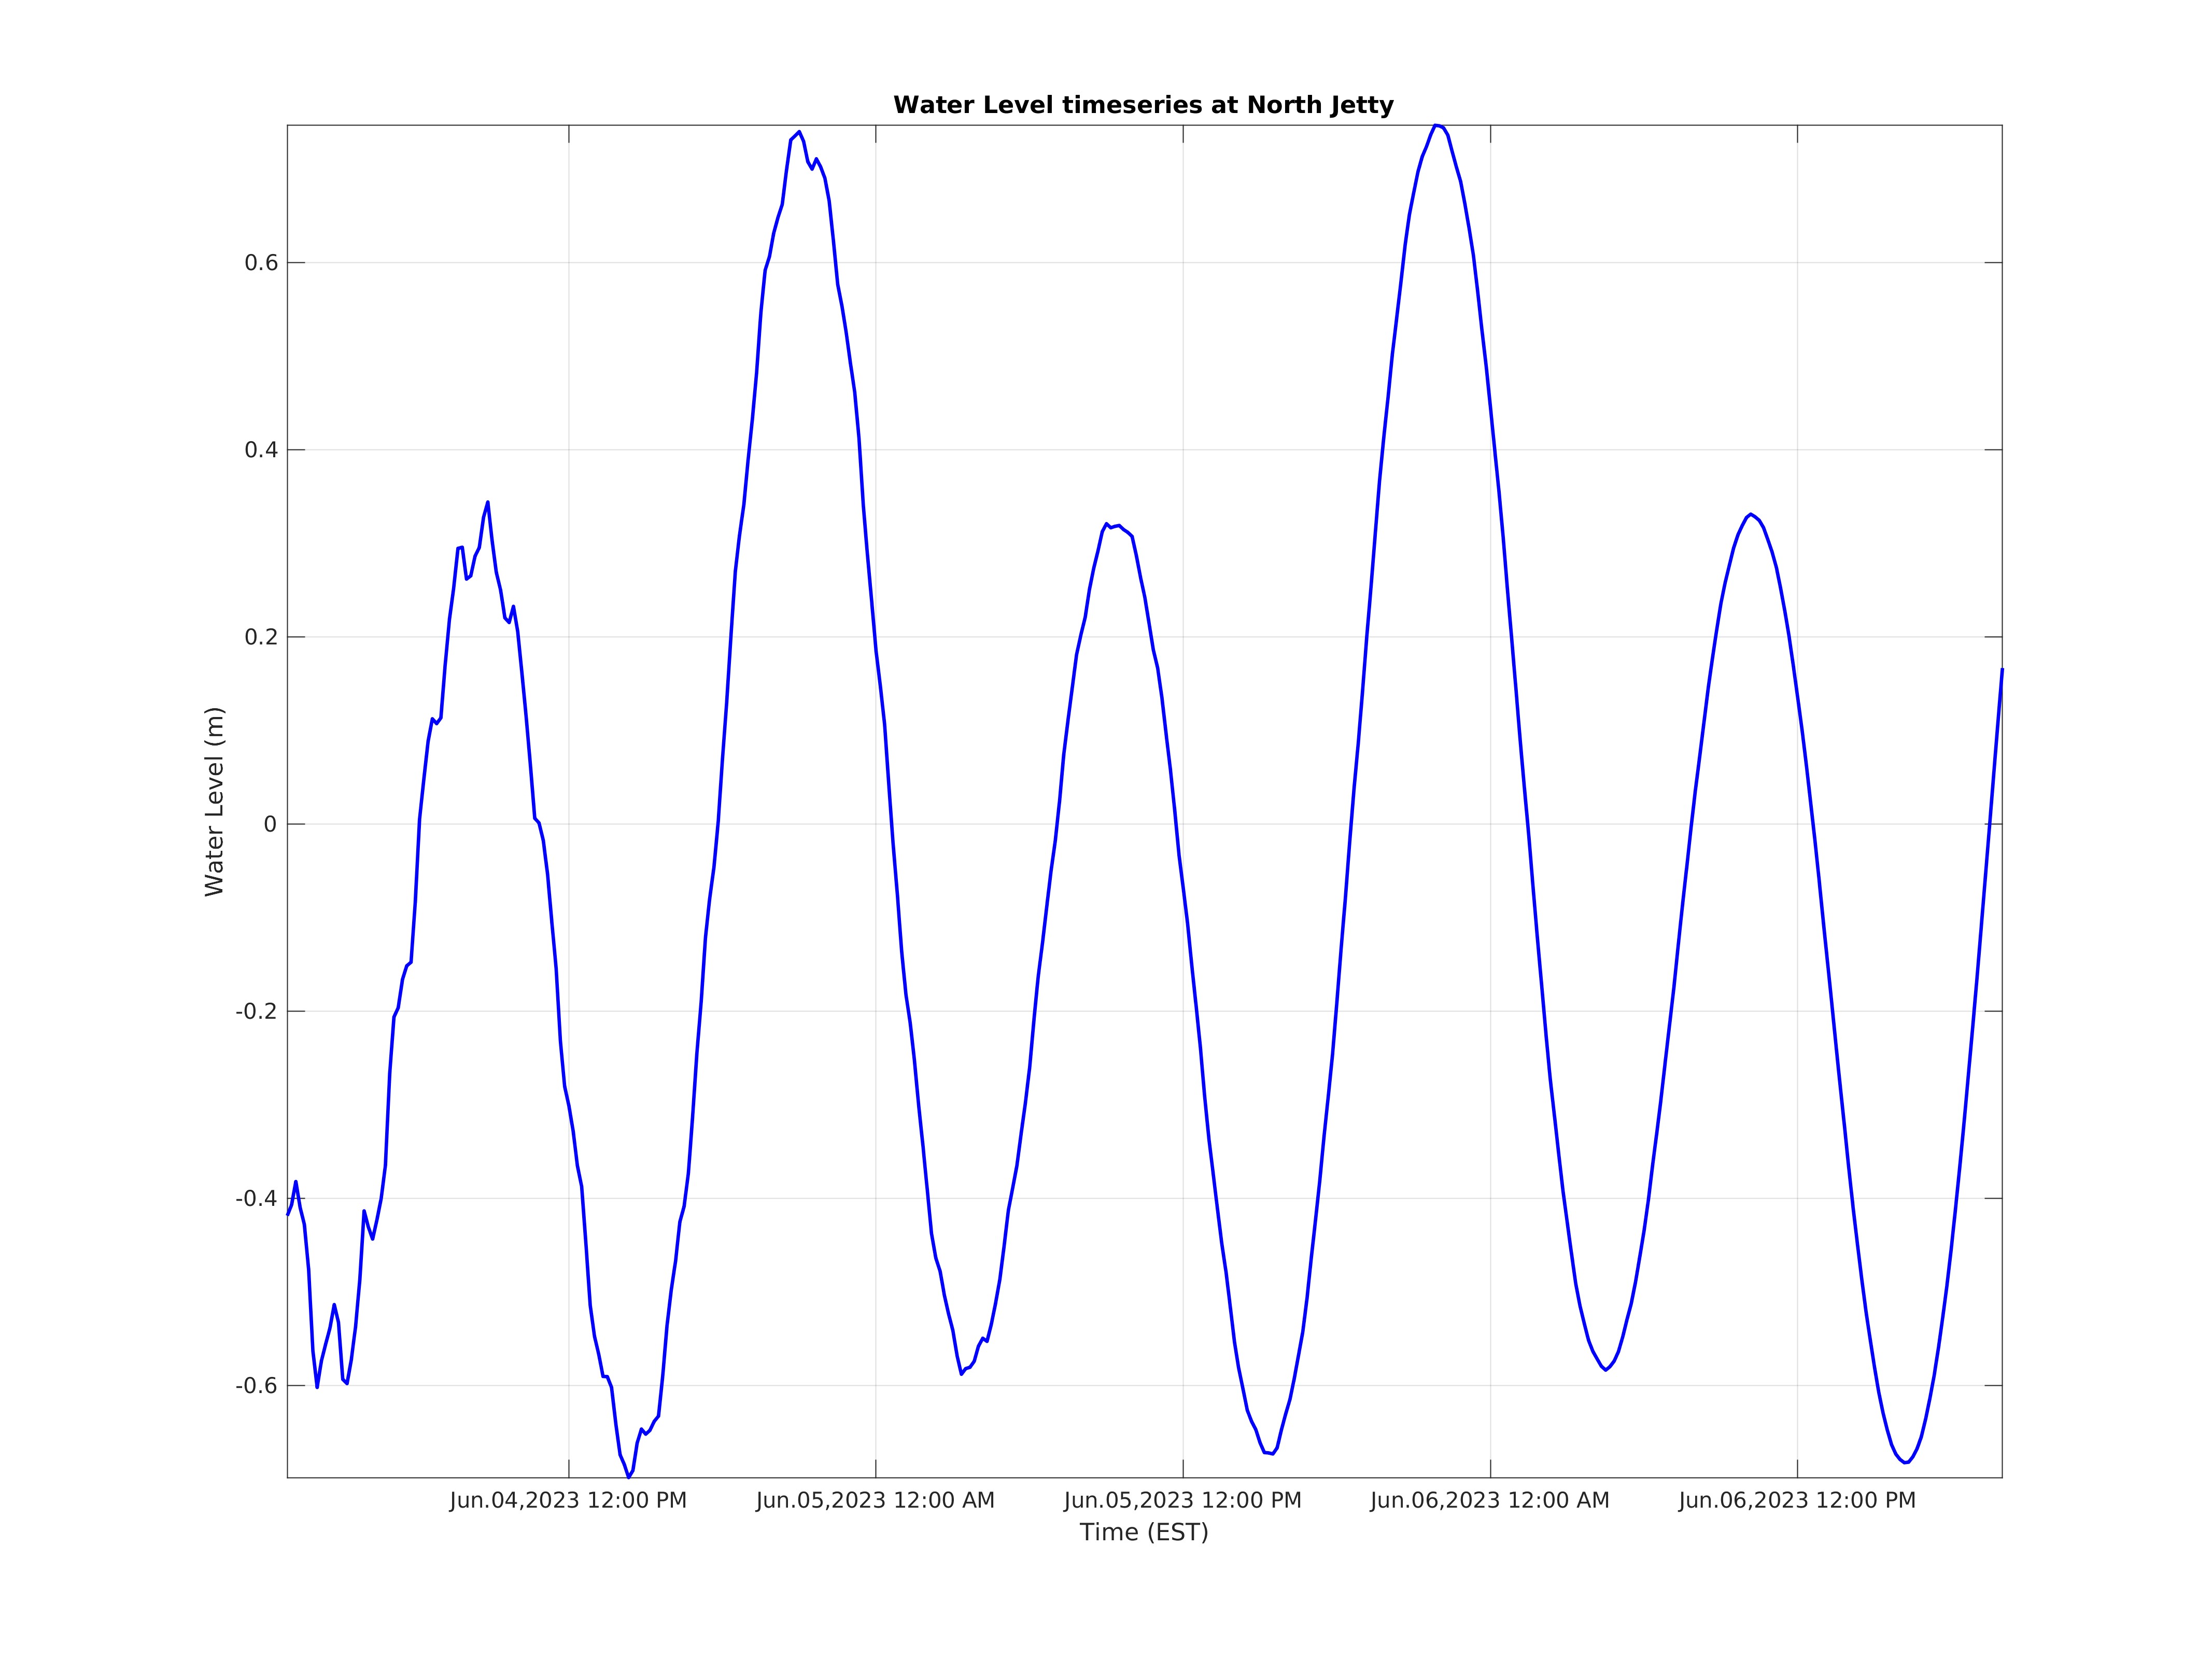 Water Level timeseries at North Jetty
0.6
0.4
0.2
0
-0.2
-0.4
-0.6
Water Level (m)
Jun.04,2023 12:00 PM
Jun.05,2023 12:00 AM
Jun.05,2023 12:00 PM
Jun.06,2023 12:00 AM
Jun.06,2023 12:00 PM
Time (EST)